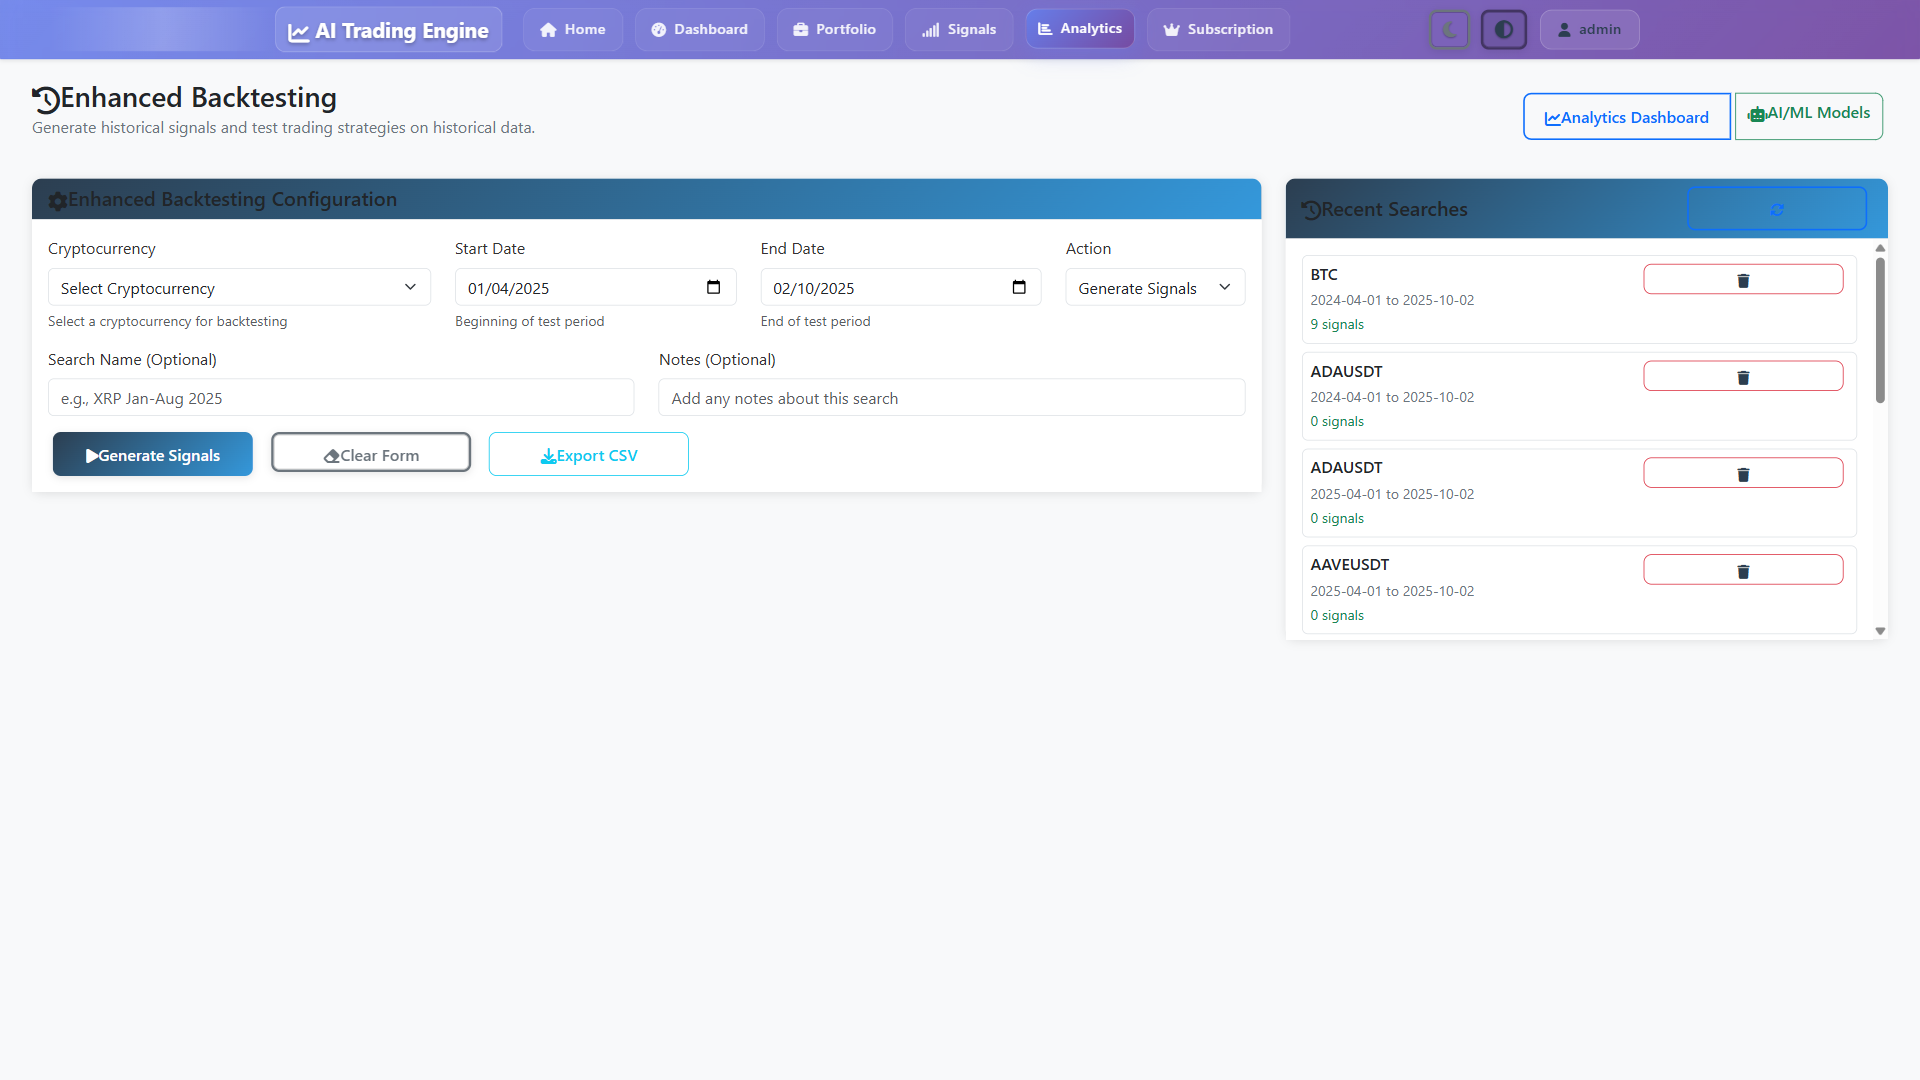 AI Trading Engine
Home
Dashboard
Portfolio
Signals
Analytics
Subscription
admin
Enhanced Backtesting
Generate historical signals and test trading strategies on historical data.
Analytics Dashboard
AI/ML Models
Enhanced Backtesting Configuration
Cryptocurrency
Start Date
End Date
Action
Select Cryptocurrency
01/04/2025
02/10/2025
Generate Signals
Select a cryptocurrency for backtesting
Beginning of test period
End of test period
Search Name (Optional)
Notes (Optional)
e.g., XRP Jan-Aug 2025
Add any notes about this search
Generate Signals
Clear Form
Export CSV
Recent Searches
BTC
2024-04-01 to 2025-10-02
9 signals
ADAUSDT
2024-04-01 to 2025-10-02
0 signals
ADAUSDT
2025-04-01 to 2025-10-02
0 signals
AAVEUSDT
2025-04-01 to 2025-10-02
0 signals